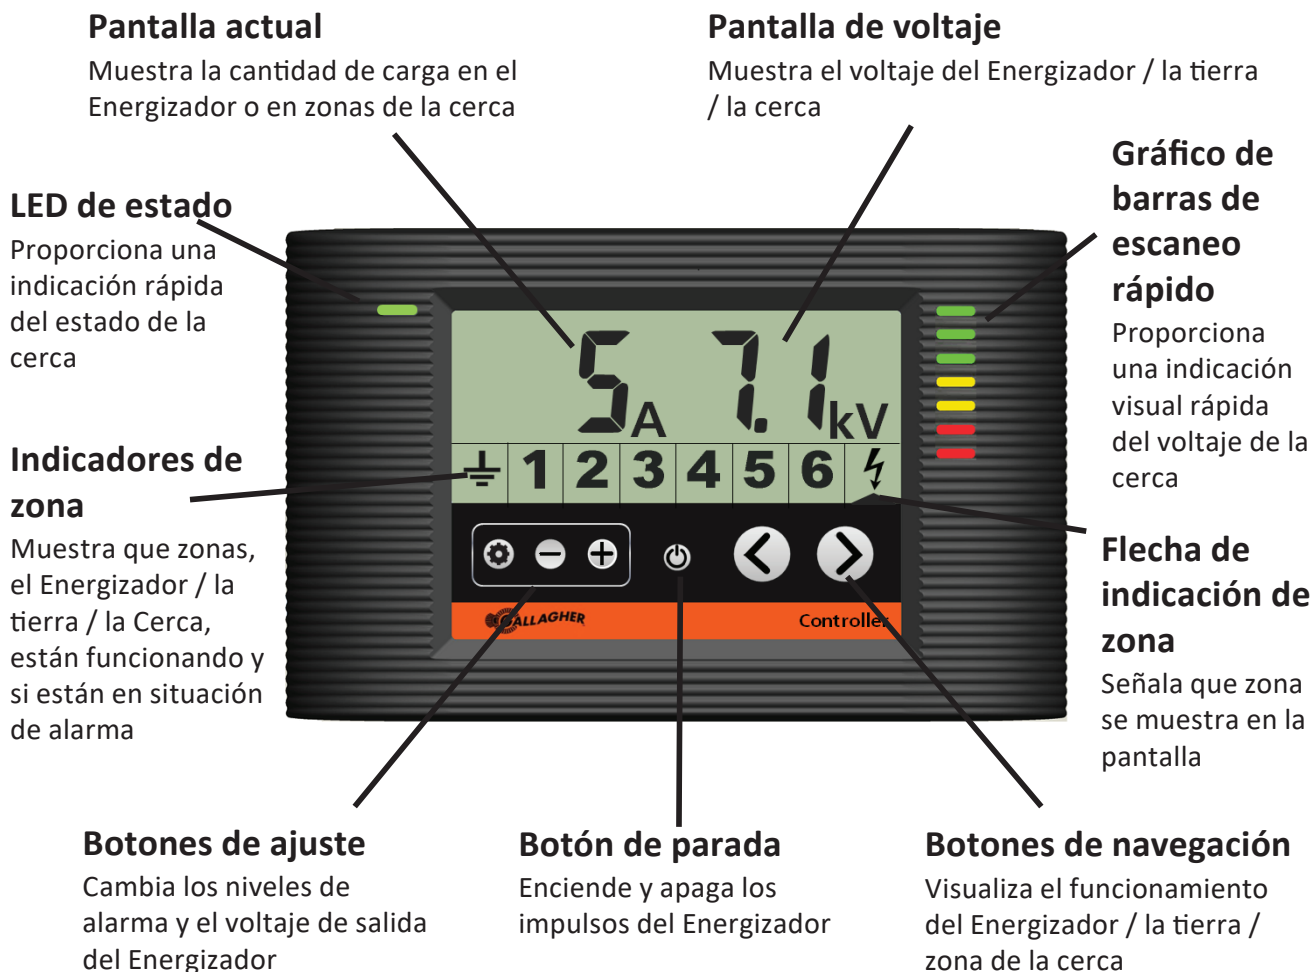 Pantalla actual
Muestra la cantidad de carga en el
Energizador o en zonas de la cerca
Pantalla de voltaje
Muestra el voltaje del Energizador / la tierra
/ la cerca
Gráfico de
barras de
escaneo
rápido
Proporciona
una indicación
visual rápida
del voltaje de la
cerca
LED de estado
Proporciona una
indicación rápida
del estado de la
cerca
5A 7.1kV
1 2 3 4 5 6
GALLAGHER
Controller
Indicadores de
zona
Muestra que zonas,
el Energizador / la
tierra / la Cerca,
están funcionando y
si están en situación
de alarma
Flecha de
indicación de
zona
Señala que zona
se muestra en la
pantalla
Botones de ajuste
Cambia los niveles de
alarma y el voltaje de salida
del Energizador
Botón de parada
Enciende y apaga los
impulsos del Energizador
Botones de navegación
Visualiza el funcionamiento
del Energizador / la tierra /
zona de la cerca